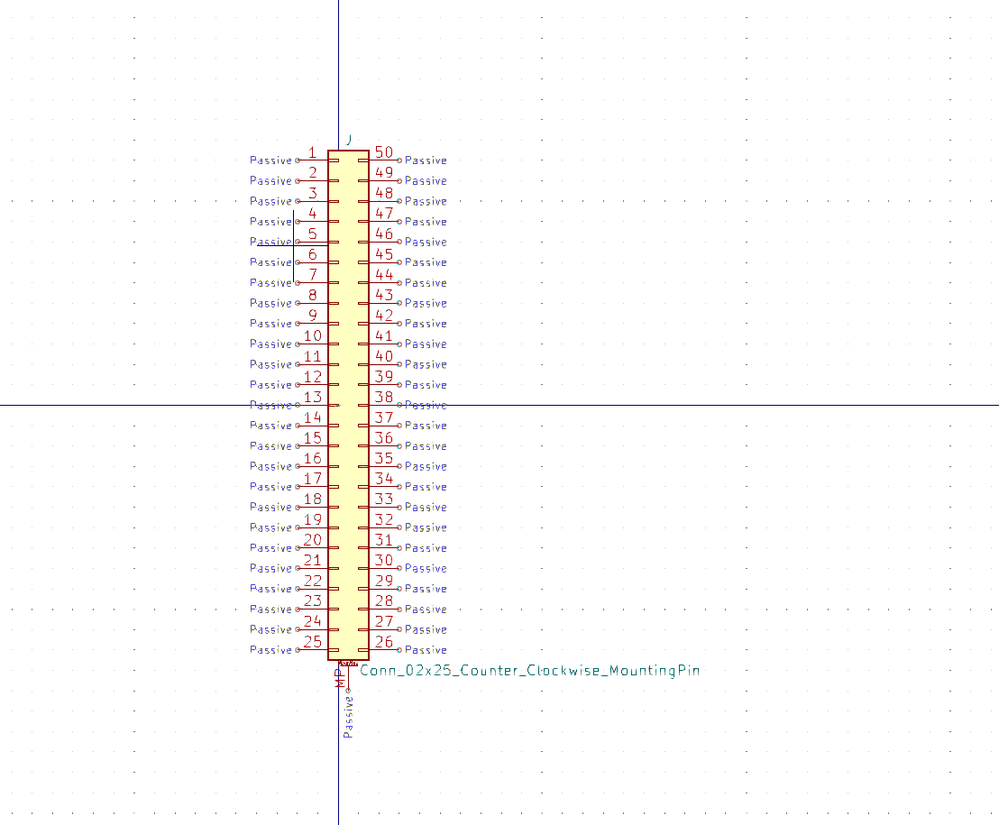 J
Passive 1 50 Passive
Passive 2 49 Passive
Passive 3 48 Passive
Passive 4 47 Passive
Passive 5 46 Passive
Passive 6 45 Passive
Passive 7 44 Passive
Passive 8 43 Passive
Passive 9 42 Passive
Passive 10 41 Passive
Passive 11 40 Passive
Passive 12 39 Passive
Passive 13 38 Passive
Passive 14 37 Passive
Passive 15 36 Passive
Passive 16 35 Passive
Passive 17 34 Passive
Passive 18 33 Passive
Passive 19 32 Passive
Passive 20 31 Passive
Passive 21 30 Passive
Passive 22 29 Passive
Passive 23 28 Passive
Passive 24 27 Passive
Passive 25 26 Passive
MP
Conn_02x25_Counter_Clockwise_MountingPin
Passive